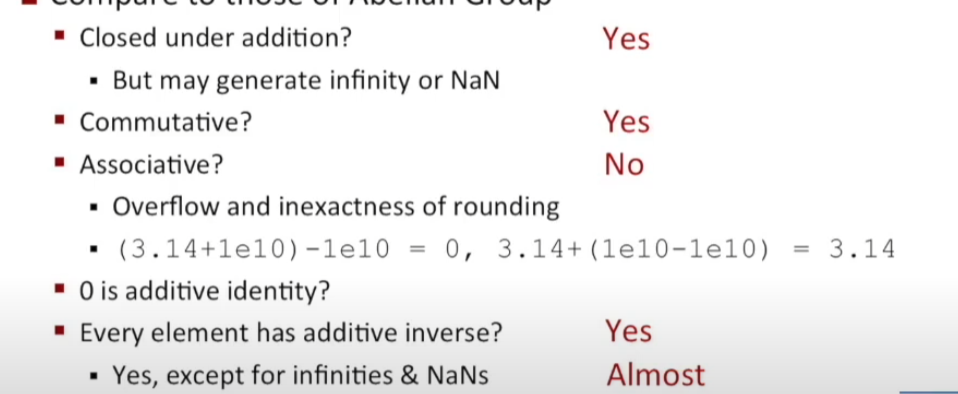 Closed under addition? Yes
But may generate infinity or NaN
Commutative? Yes
Associative? No
Overflow and inexactness of rounding
(3.14+1e10)-1e10 = 0, 3.14+(1e10-1e10) = 3.14
0 is additive identity?
Every element has additive inverse? Yes
Yes, except for infinities & NaNs Almost